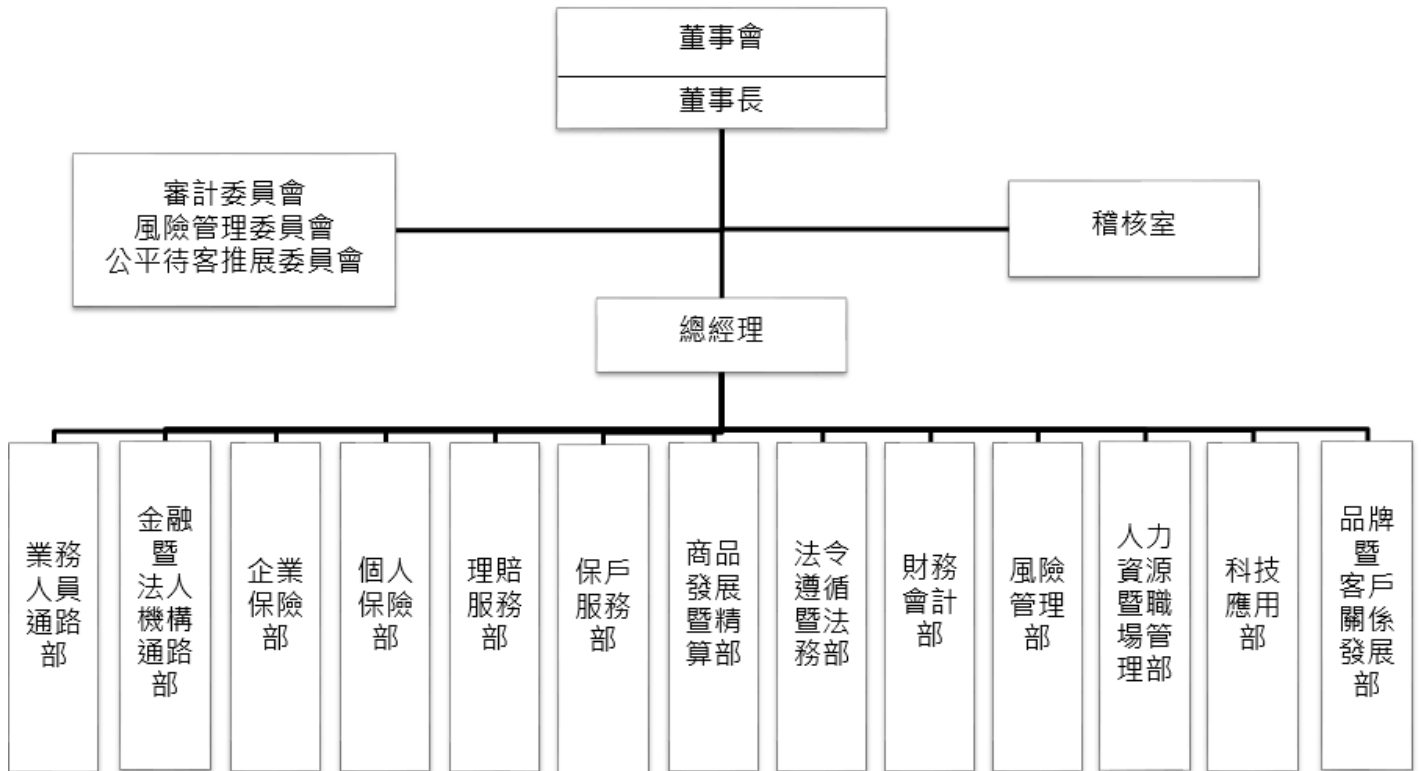 董事會
董事長
審計委員會
風險管理委員會
公平待客推展委員會
稽核室
總經理
業務
人員
通路
部
金融
暨
法人
機構
通路
部
企業
保險
部
個人
保險
部
理賠
服務
部
保戶
服務
部
商品
發展
暨精
算部
法令
遵循
暨法
務部
財務
會計
部
風險
管理
部
人力
資源
暨職
場管
理部
科技
應用
部
品牌
暨
客戶
關係
發展
部